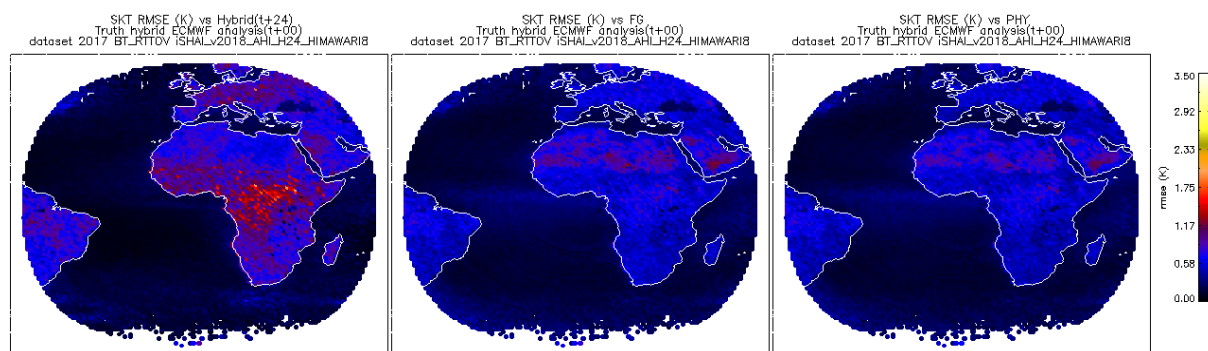 SKT RMSE (K) vs Hybrid(t+24)
Truth hybrid ECMWF analysis(t+00)
dataset 2017 BT_RTTOV iSHAI_v2018_AHI_H24_HIMAWARI8
SKT RMSE (K) vs FG
Truth hybrid ECMWF analysis(t+00)
dataset 2017 BT_RTTOV iSHAI_v2018_AHI_H24_HIMAWARI8
SKT RMSE (K) vs PHY
Truth hybrid ECMWF analysis(t+00)
dataset 2017 BT_RTTOV iSHAI_v2018_AHI_H24_HIMAWARI8
3.50
2.92
2.33
1.75
1.17
0.58
0.00
rmse (K)